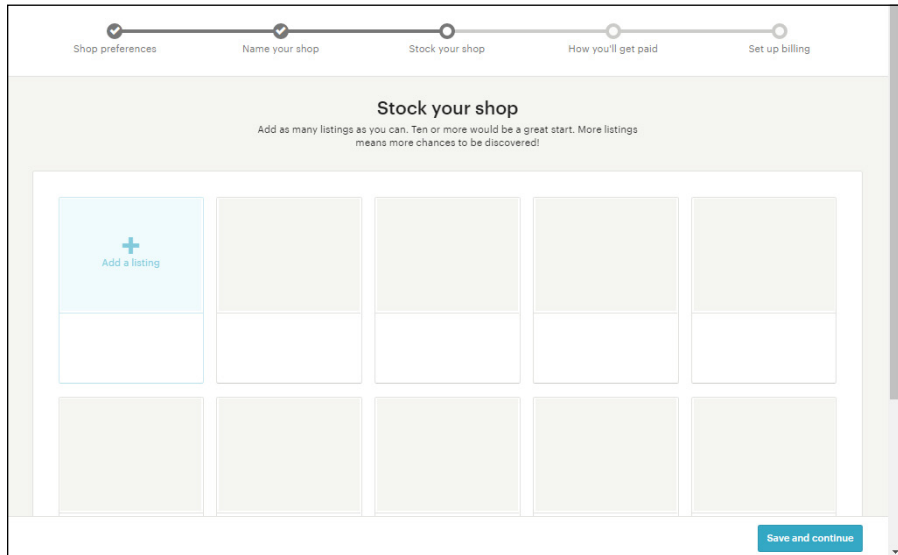 Shop preferences
Name your shop
Stock your shop
How you'll get paid
Set up billing
Stock your shop
Add as many listings as you can. Ten or more would be a great start. More listings
means more chances to be discovered!
Add a listing
Save and continue